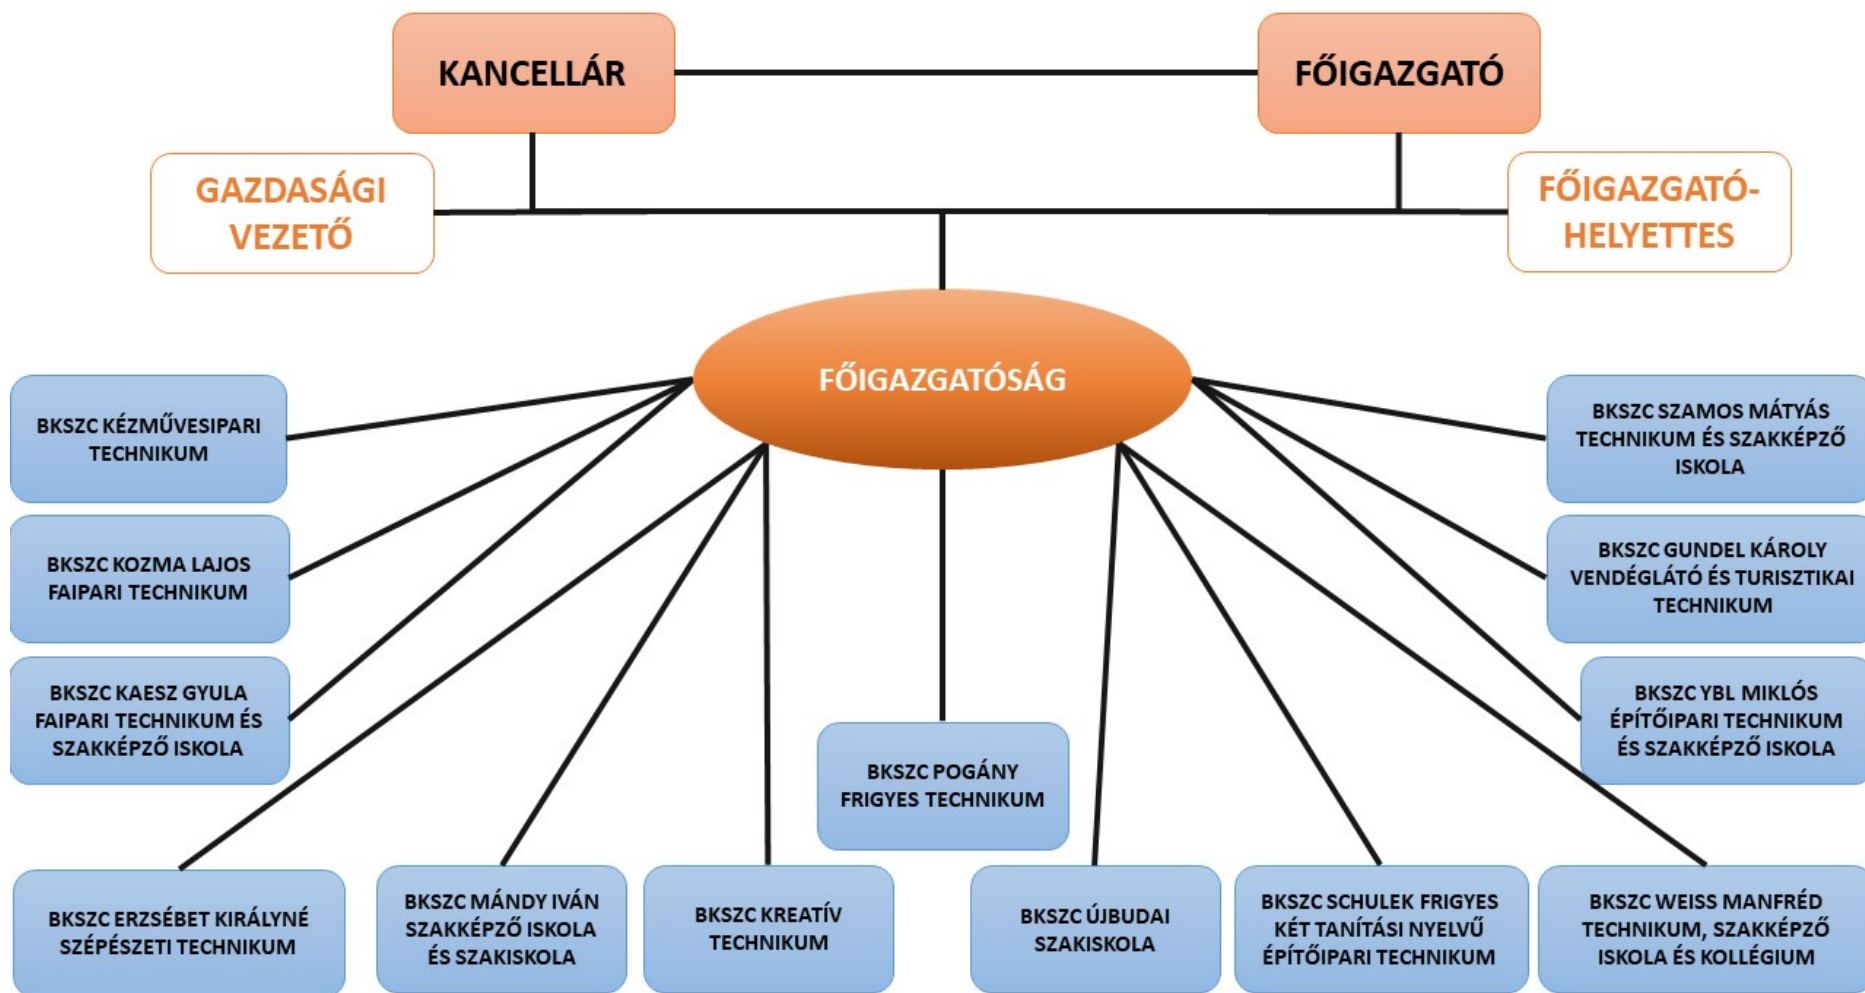 KANCELLÁR
FŐIGAZGATÓ
GAZDASÁGI
VEZETŐ
FŐIGAZGATÓ-
HELYETTES
FŐIGAZGATÓSÁG
BKSZC KÉZMŰVESIPARI
TECHNIKUM
BKSZC SZAMOS MÁTYÁS
TECHNIKUM ÉS SZAKKÉPZŐ
ISKOLA
BKSZC KOZMA LAJOS
FAIPARI TECHNIKUM
BKSZC GUNDEL KÁROLY
VENDÉGLÁTÓ ÉS TURISZTIKAI
TECHNIKUM
BKSZC KAESZ GYULA
FAIPARI TECHNIKUM ÉS
SZAKKÉPZŐ ISKOLA
BKSZC YBL MIKLÓS
ÉPÍTŐIPARI TECHNIKUM
ÉS SZAKKÉPZŐ ISKOLA
BKSZC POGÁNY
FRIGYES TECHNIKUM
BKSZC ERZSÉBET KIRÁLYNÉ
SZÉPÉSZETI TECHNIKUM
BKSZC MÁNDY IVÁN
SZAKKÉPZŐ ISKOLA
ÉS SZAKISKOLA
BKSZC KREATÍV
TECHNIKUM
BKSZC ÚJBUDAI
SZAKISKOLA
BKSZC SCHULEK FRIGYES
KÉT TANÍTÁSI NYELVŰ
ÉPÍTŐIPARI TECHNIKUM
BKSZC WEISS MANFRÉD
TECHNIKUM, SZAKKÉPZŐ
ISKOLA ÉS KOLLÉGIUM